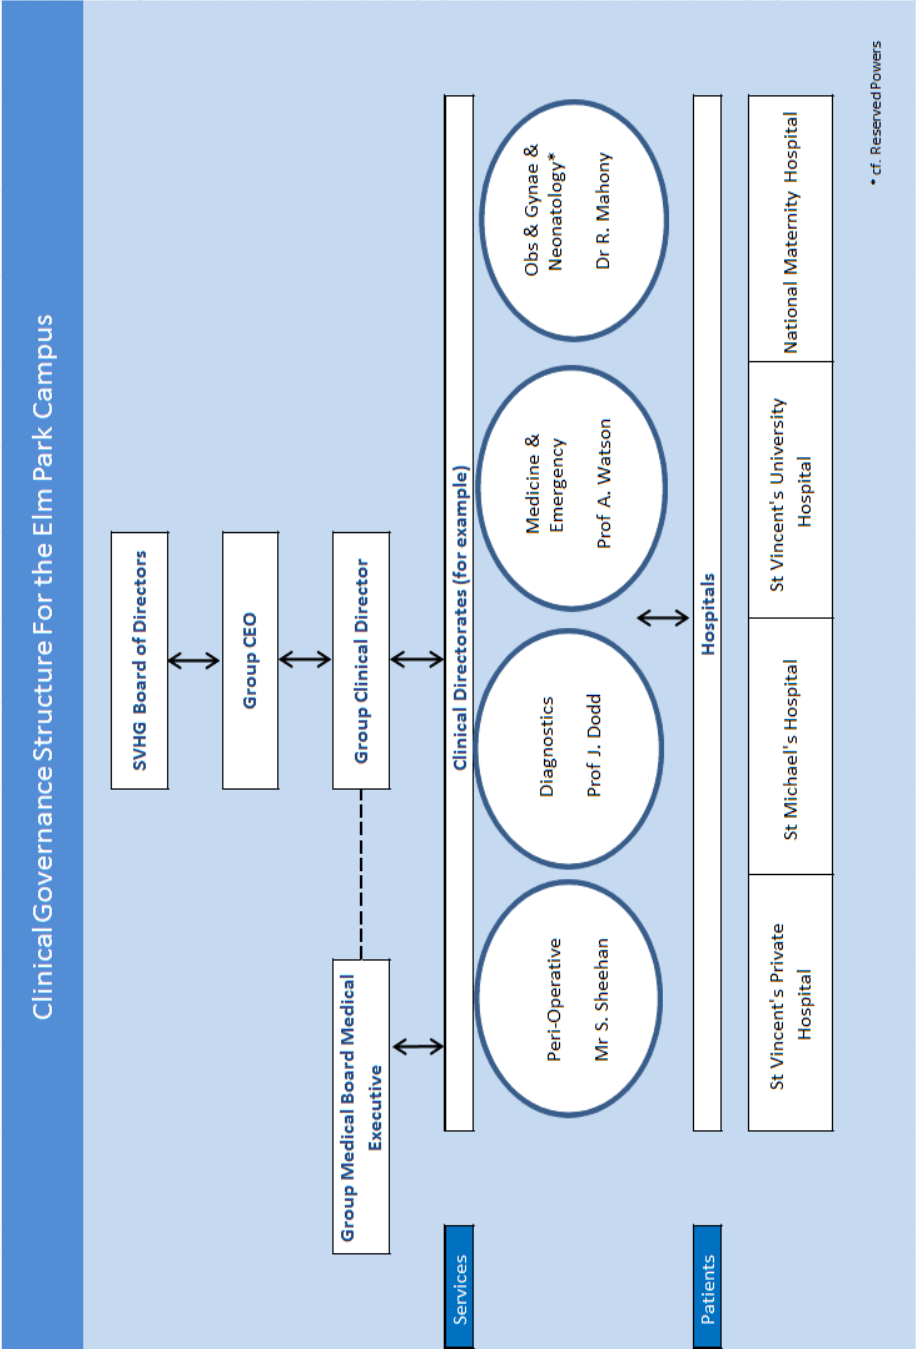 Clinical Governance Structure For the Elm Park Campus
SVHG Board of Directors
Group CEO
Group Medical Board Medical
Executive
Group Clinical Director
Services
Clinical Directorates (for example)
Peri-Operative
Mr S. Sheehan
Diagnostics
Prof J. Dodd
Medicine &
Emergency
Prof A. Watson
Obs & Gynae &
Neonatology*
Dr R. Mahony
Patients
Hospitals
St Vincent's Private
Hospital
St Michael's Hospital
St Vincent's University
Hospital
National Maternity Hospital
* cf. Reserved Powers